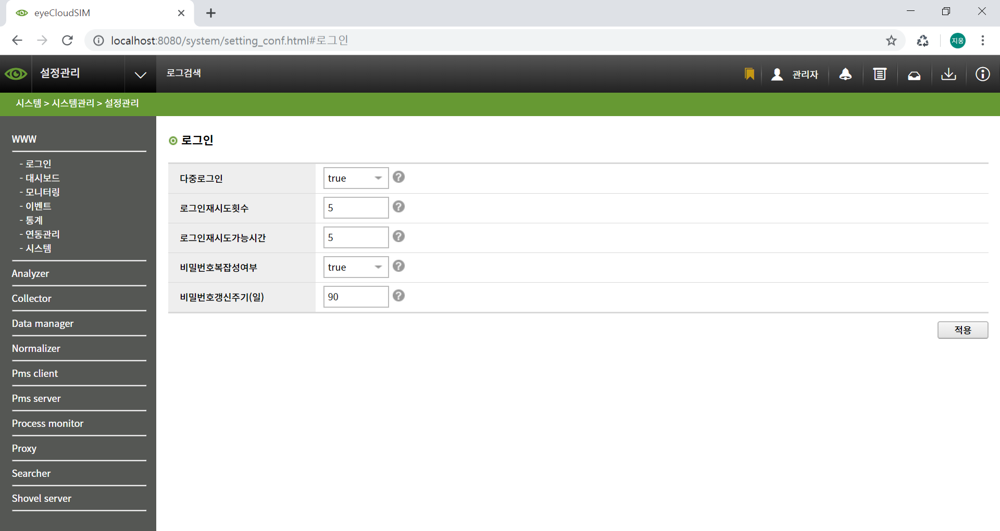 eyeCloudSIM
localhost:8080/system/setting_conf.html#로그인
지웅
설정관리
로그검색
관리자
시스템 > 시스템관리 > 설정관리
WWW
- 로그인
- 대시보드
- 모니터링
- 이벤트
- 통계
- 연동관리
- 시스템
Analyzer
Collector
Data manager
Normalizer
Pms client
Pms server
Process monitor
Proxy
Searcher
Shovel server
로그인
다중로그인 true ?
로그인재시도횟수 5 ?
로그인재시도가능시간 5 ?
비밀번호복잡성여부 true ?
비밀번호갱신주기(일) 90 ?
적용